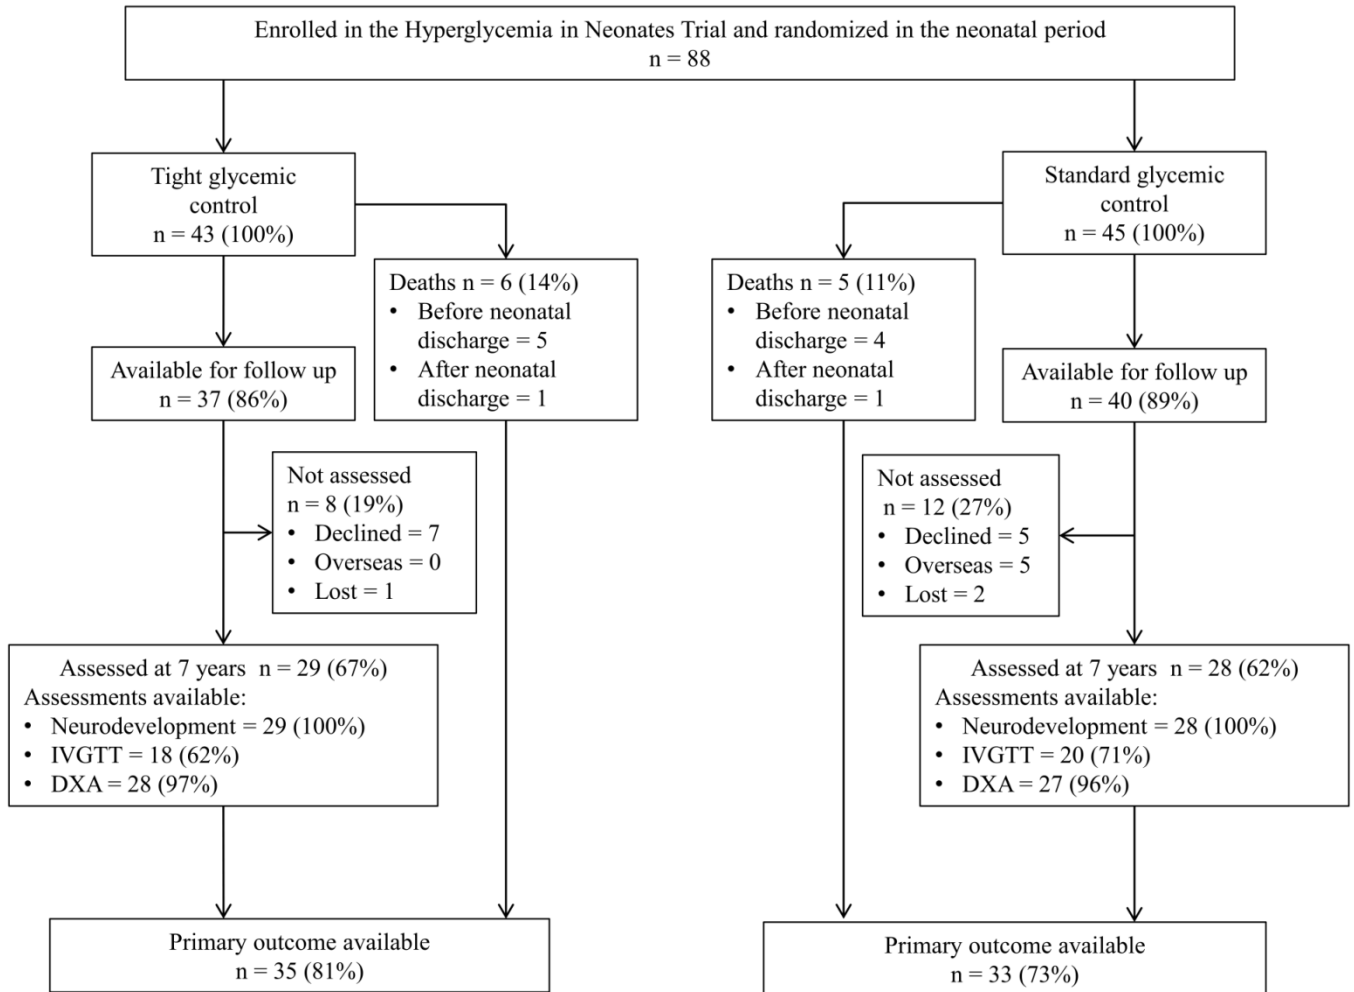 Enrolled in the Hyperglycemia in Neonates Trial and randomized in the neonatal period
n = 88
Tight glycemic
control
n = 43 (100%)
Standard glycemic
control
n = 45 (100%)
Deaths n = 6 (14%)
• Before neonatal
discharge = 5
• After neonatal
discharge = 1
Deaths n = 5 (11%)
• Before neonatal
discharge = 4
• After neonatal
discharge = 1
Available for follow up
n = 37 (86%)
Available for follow up
n = 40 (89%)
Not assessed
n = 8 (19%)
• Declined = 7
• Overseas = 0
• Lost = 1
Not assessed
n = 12 (27%)
• Declined = 5
• Overseas = 5
• Lost = 2
Assessed at 7 years n = 29 (67%)
Assessments available:
• Neurodevelopment = 29 (100%)
• IVGTT = 18 (62%)
• DXA = 28 (97%)
Assessed at 7 years n = 28 (62%)
Assessments available:
• Neurodevelopment = 28 (100%)
• IVGTT = 20 (71%)
• DXA = 27 (96%)
Primary outcome available
n = 35 (81%)
Primary outcome available
n = 33 (73%)